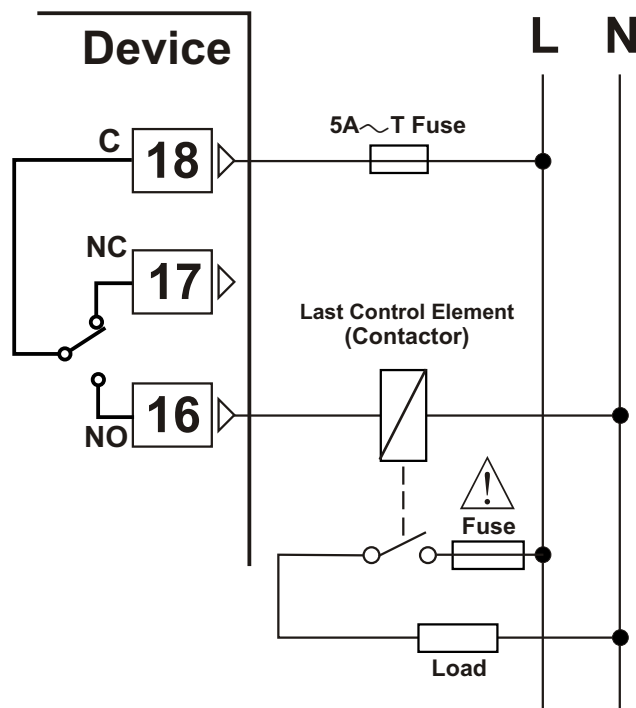 Device
L N
5A～T Fuse
C
18
NC
17
Last Control Element
(Contactor)
16
NO
!
Fuse
Load